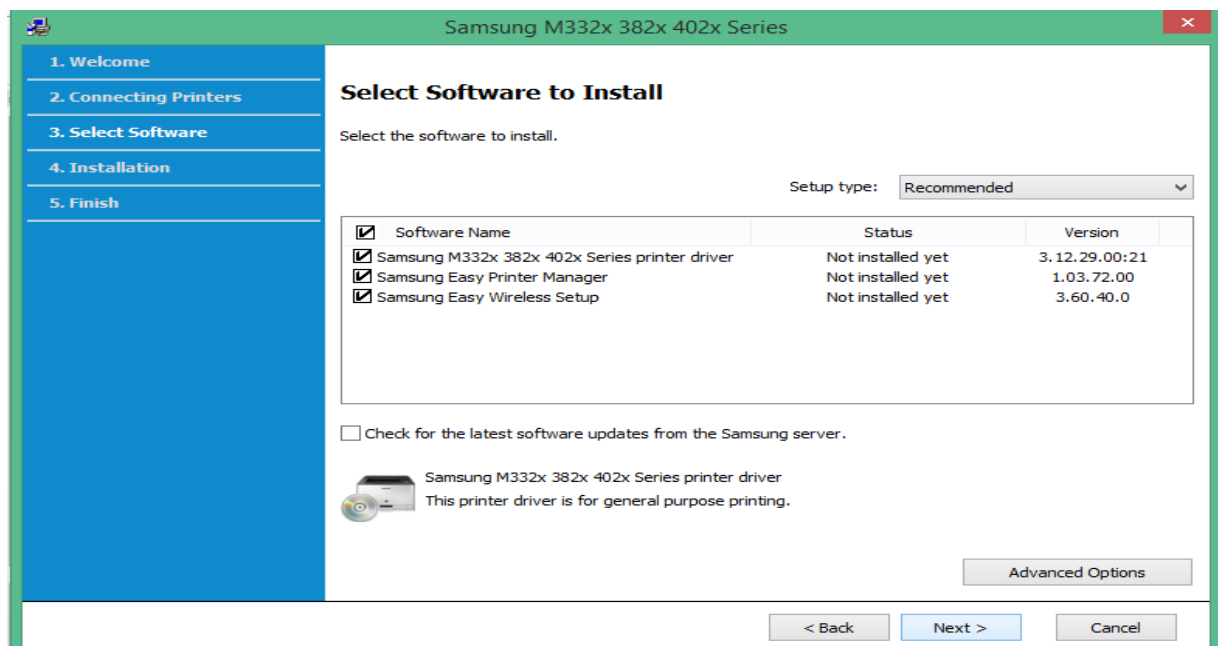 Samsung M332x 382x 402x Series
1. Welcome
2. Connecting Printers
3. Select Software
4. Installation
5. Finish
Select Software to Install
Select the software to install.
Setup type: Recommended
Software Name Status Version
Samsung M332x 382x 402x Series printer driver Not installed yet 3.12.29.00:21
Samsung Easy Printer Manager Not installed yet 1.03.72.00
Samsung Easy Wireless Setup Not installed yet 3.60.40.0
Check for the latest software updates from the Samsung server.
Samsung M332x 382x 402x Series printer driver
This printer driver is for general purpose printing.
Advanced Options
< Back Next > Cancel